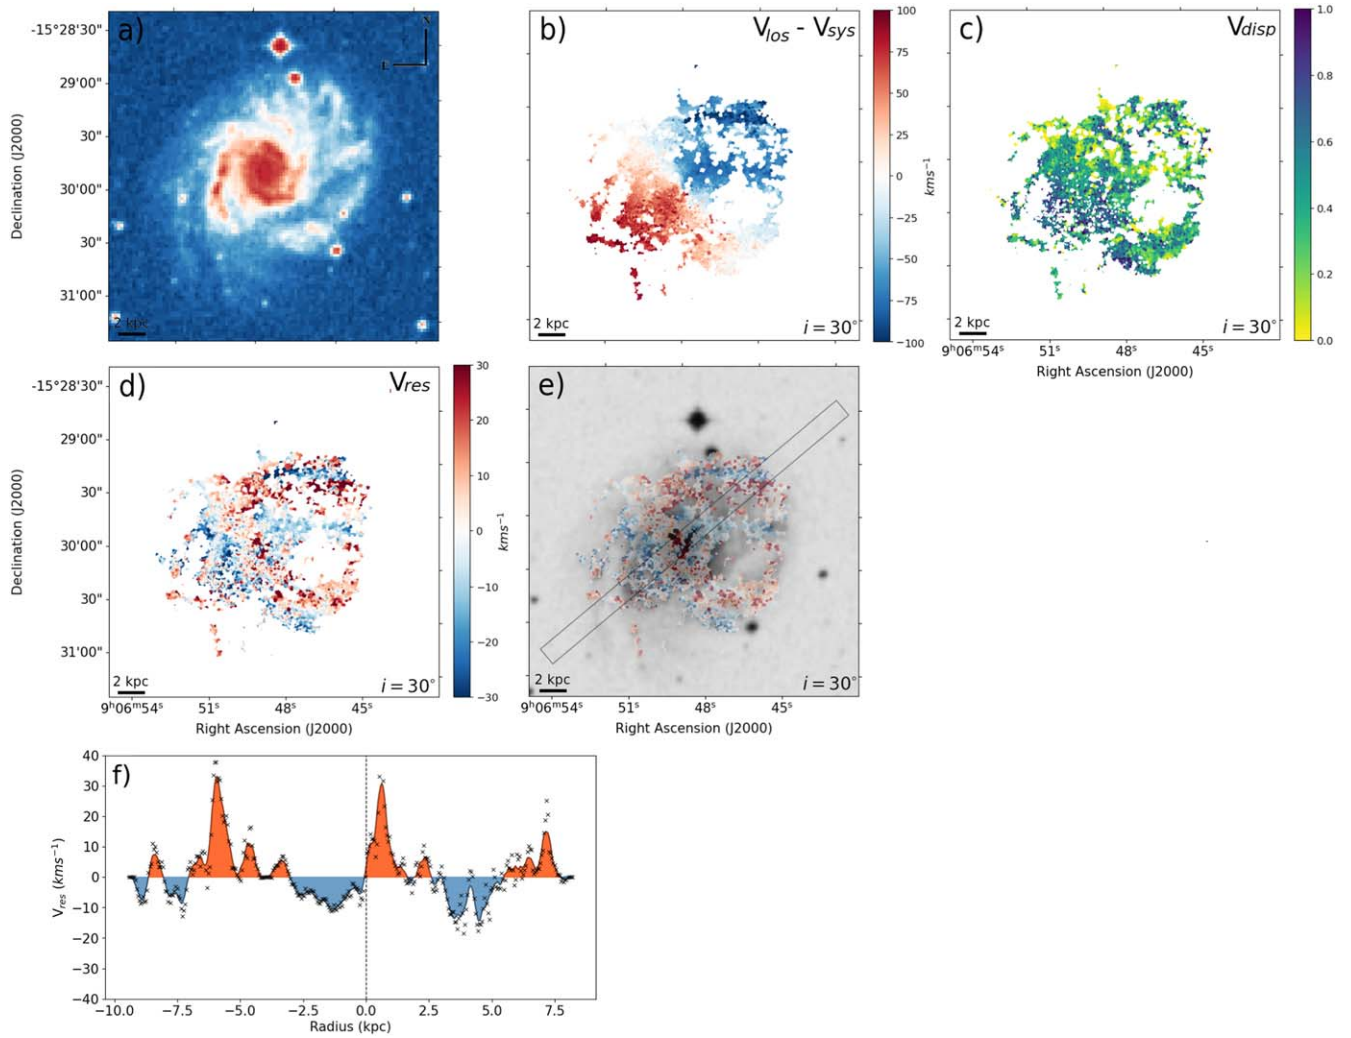 a)
N
E
-15°28'30"
29'00"
30"
30'00"
30"
31'00"
Declination (J2000)
2 kpc
b)
V_los - V_sys
100
75
50
25
0
−25
−50
−75
−100
kms⁻¹
2 kpc
i = 30°
c)
V_disp
1.0
0.8
0.6
0.4
0.2
0.0
2 kpc
i = 30°
9ʰ06ᵐ54ˢ
51ˢ
48ˢ
45ˢ
Right Ascension (J2000)
d)
V_res
-15°28'30"
29'00"
30"
30'00"
30"
31'00"
Declination (J2000)
30
20
10
0
−10
−20
−30
kms⁻¹
2 kpc
i = 30°
9ʰ06ᵐ54ˢ
51ˢ
48ˢ
45ˢ
Right Ascension (J2000)
e)
2 kpc
i = 30°
9ʰ06ᵐ54ˢ
51ˢ
48ˢ
45ˢ
Right Ascension (J2000)
f)
40
30
20
10
0
−10
−20
−30
−40
V_res (kms⁻¹)
−10.0
−7.5
−5.0
−2.5
0.0
2.5
5.0
7.5
Radius (kpc)